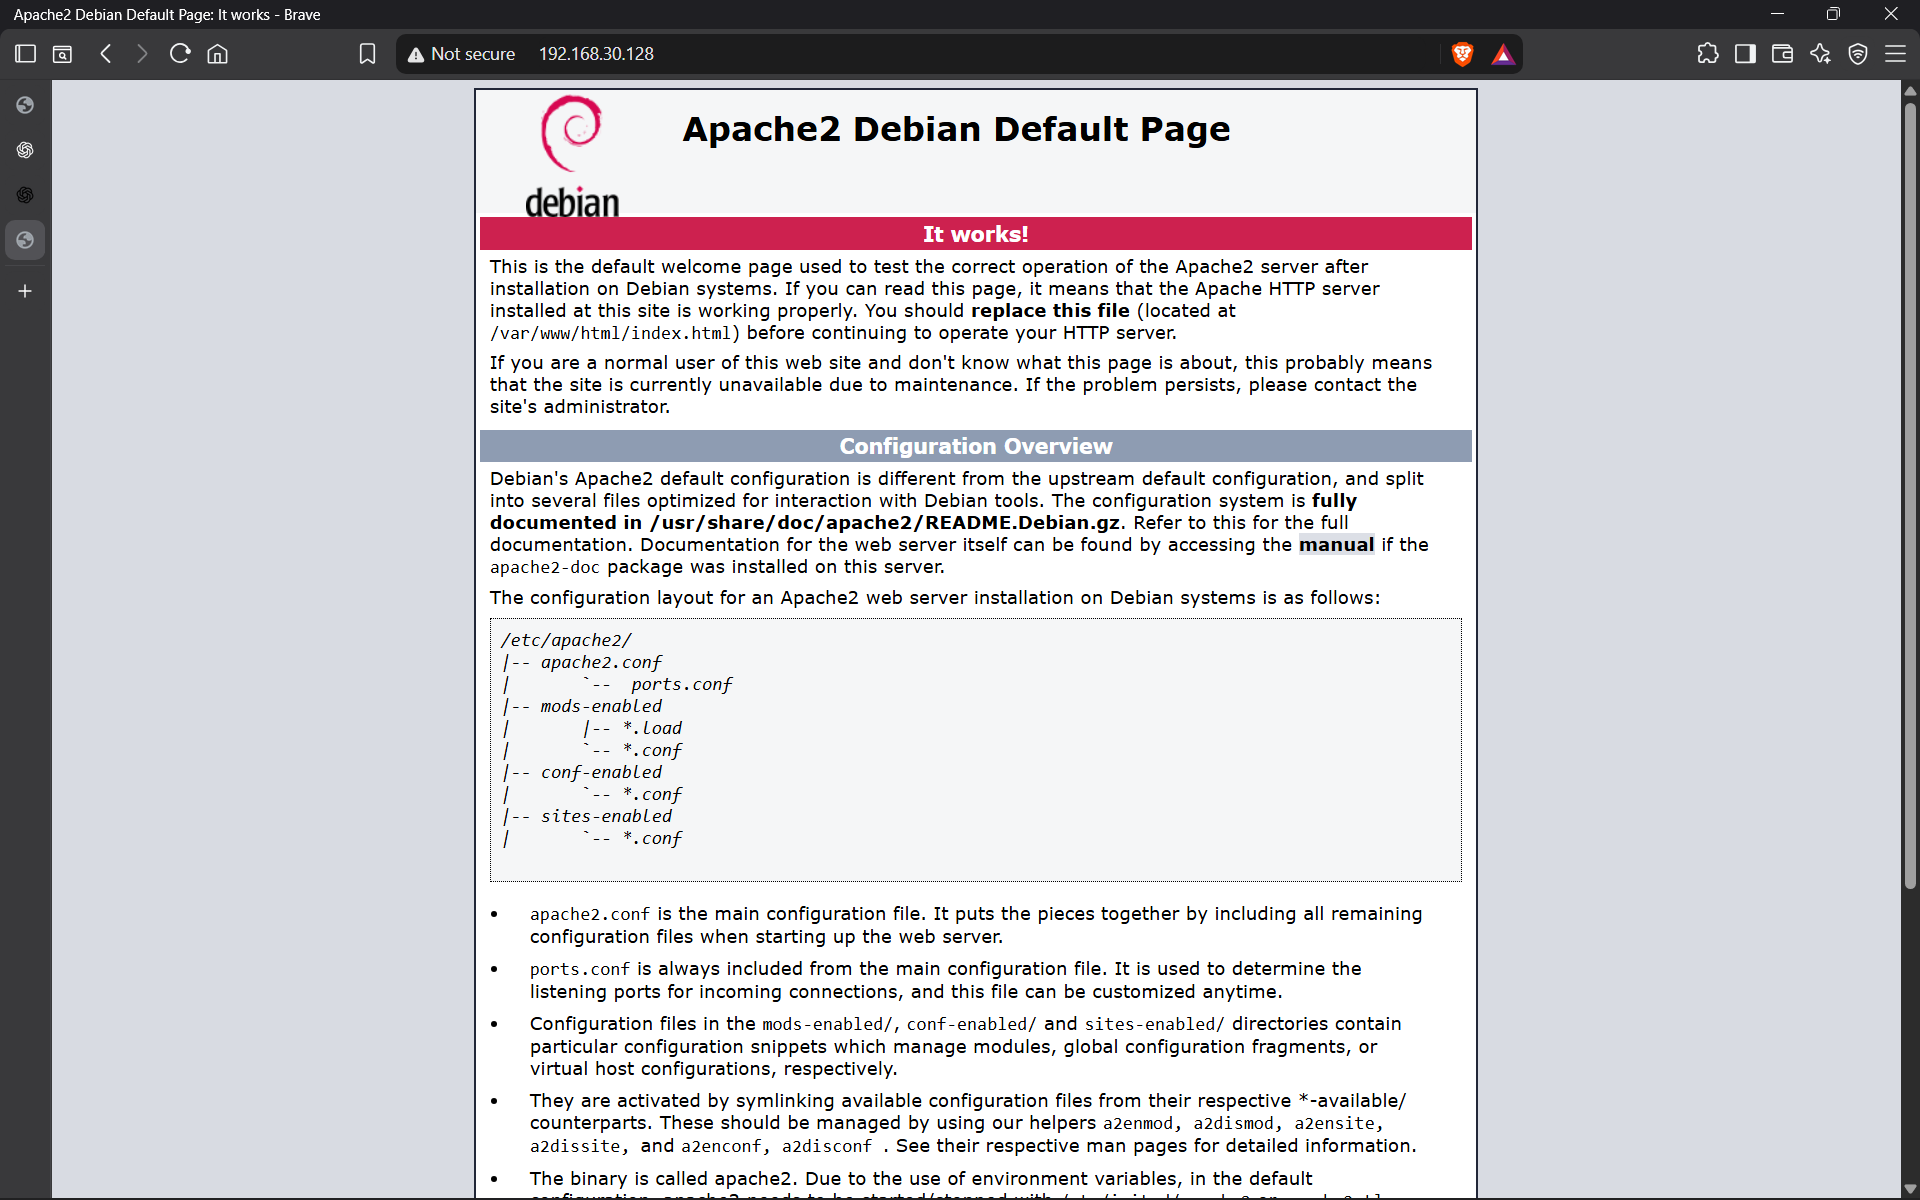 Apache2 Debian Default Page: It works - Brave
Not secure 192.168.30.128
debian
Apache2 Debian Default Page
It works!
This is the default welcome page used to test the correct operation of the Apache2 server after
installation on Debian systems. If you can read this page, it means that the Apache HTTP server
installed at this site is working properly. You should replace this file (located at
/var/www/html/index.html) before continuing to operate your HTTP server.
If you are a normal user of this web site and don't know what this page is about, this probably means
that the site is currently unavailable due to maintenance. If the problem persists, please contact the
site's administrator.
Configuration Overview
Debian's Apache2 default configuration is different from the upstream default configuration, and split
into several files optimized for interaction with Debian tools. The configuration system is fully
documented in /usr/share/doc/apache2/README.Debian.gz. Refer to this for the full
documentation. Documentation for the web server itself can be found by accessing the manual if the
apache2-doc package was installed on this server.
The configuration layout for an Apache2 web server installation on Debian systems is as follows:
/etc/apache2/
|-- apache2.conf
|       `--  ports.conf
|-- mods-enabled
|       |-- *.load
|       `-- *.conf
|-- conf-enabled
|       `-- *.conf
|-- sites-enabled
|       `-- *.conf
• apache2.conf is the main configuration file. It puts the pieces together by including all remaining
configuration files when starting up the web server.
• ports.conf is always included from the main configuration file. It is used to determine the
listening ports for incoming connections, and this file can be customized anytime.
• Configuration files in the mods-enabled/, conf-enabled/ and sites-enabled/ directories contain
particular configuration snippets which manage modules, global configuration fragments, or
virtual host configurations, respectively.
• They are activated by symlinking available configuration files from their respective *-available/
counterparts. These should be managed by using our helpers a2enmod, a2dismod, a2ensite,
a2dissite, and a2enconf, a2disconf . See their respective man pages for detailed information.
• The binary is called apache2. Due to the use of environment variables, in the default